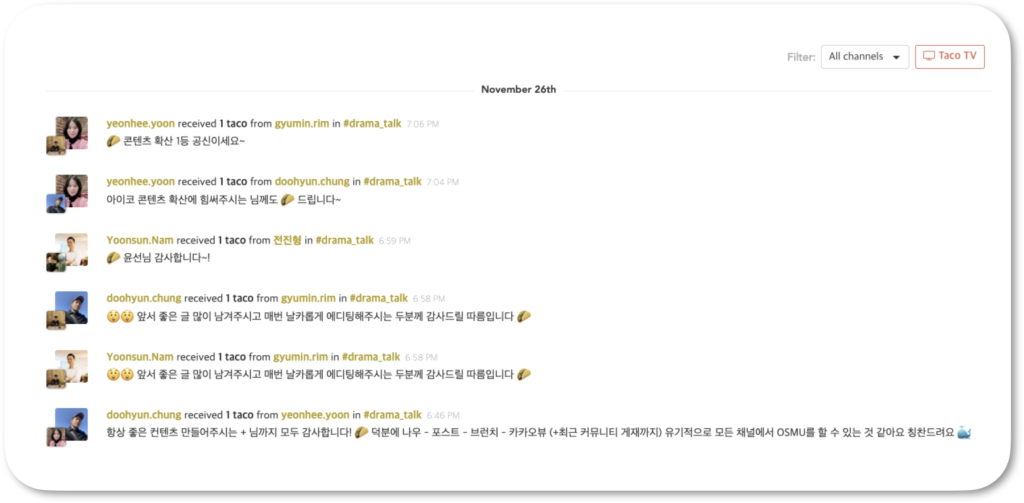 Filter: All channels Taco TV
November 26th
yeonhee.yoon received 1 taco from gyumin.rim in #drama_talk 7:06 PM
🌮 콘텐츠 확산 1등 공신이세요~
yeonhee.yoon received 1 taco from doohyun.chung in #drama_talk 7:04 PM
아이코 콘텐츠 확산에 힘써주시는 님께도 🌮 드립니다~
Yoonsun.Nam received 1 taco from 전진형 in #drama_talk 6:59 PM
🌮 윤선님 감사합니다~!
doohyun.chung received 1 taco from gyumin.rim in #drama_talk 6:58 PM
😲😲 앞서 좋은 글 많이 남겨주시고 매번 날카롭게 에디팅해주시는 두분께 감사드릴 따름입니다 🌮
Yoonsun.Nam received 1 taco from gyumin.rim in #drama_talk 6:58 PM
😲😲 앞서 좋은 글 많이 남겨주시고 매번 날카롭게 에디팅해주시는 두분께 감사드릴 따름입니다 🌮
doohyun.chung received 1 taco from yeonhee.yoon in #drama_talk 6:46 PM
항상 좋은 컨텐츠 만들어주시는 + 님까지 모두 감사합니다! 🌮 덕분에 나우 - 포스트 - 브런치 - 카카오뷰 (+최근 커뮤니티 게재까지) 유기적으로 모든 채널에서 OSMU를 할 수 있는 것 같아요 칭찬드려요 🐳